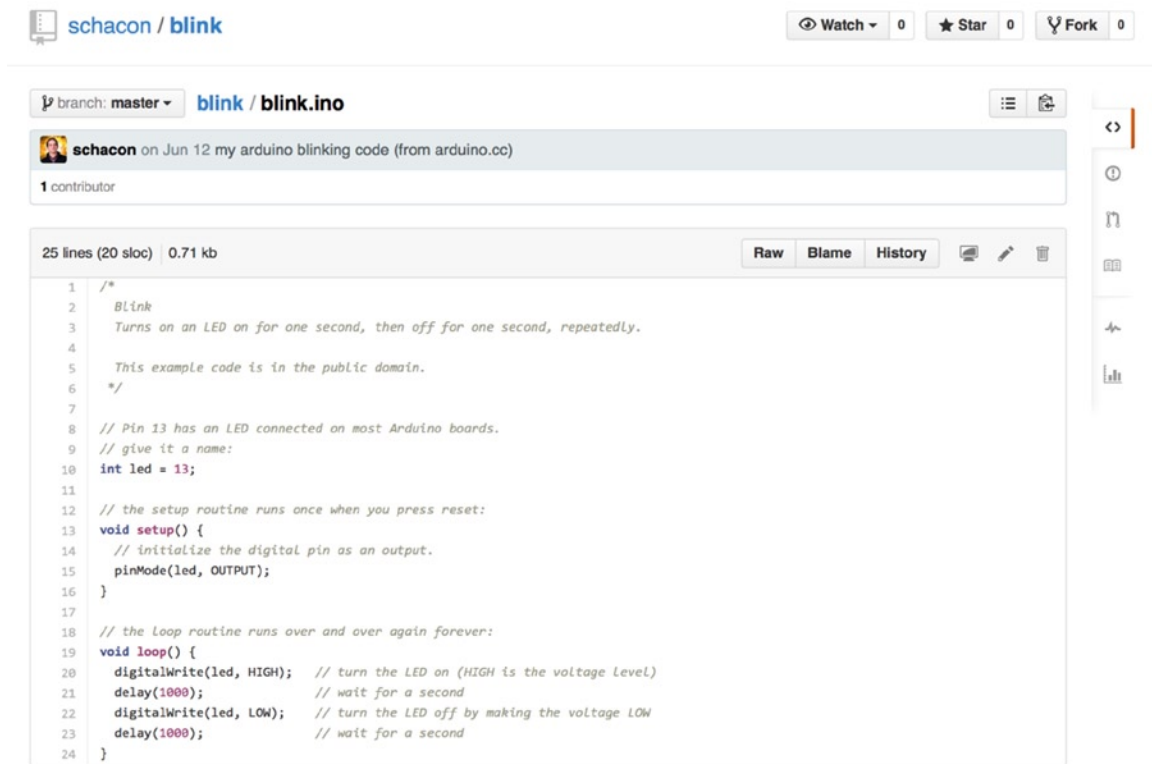 schacon / blink
Watch 0 Star 0 Fork 0
branch: master blink / blink.ino
schacon on Jun 12 my arduino blinking code (from arduino.cc)
1 contributor
25 lines (20 sloc) 0.71 kb Raw Blame History
1 /*
2   Blink
3   Turns on an LED on for one second, then off for one second, repeatedly.
4
5   This example code is in the public domain.
6  */
7
8 // Pin 13 has an LED connected on most Arduino boards.
9 // give it a name:
10 int led = 13;
11
12 // the setup routine runs once when you press reset:
13 void setup() {
14   // initialize the digital pin as an output.
15   pinMode(led, OUTPUT);
16 }
17
18 // the loop routine runs over and over again forever:
19 void loop() {
20   digitalWrite(led, HIGH);   // turn the LED on (HIGH is the voltage level)
21   delay(1000);               // wait for a second
22   digitalWrite(led, LOW);    // turn the LED off by making the voltage LOW
23   delay(1000);               // wait for a second
24 }